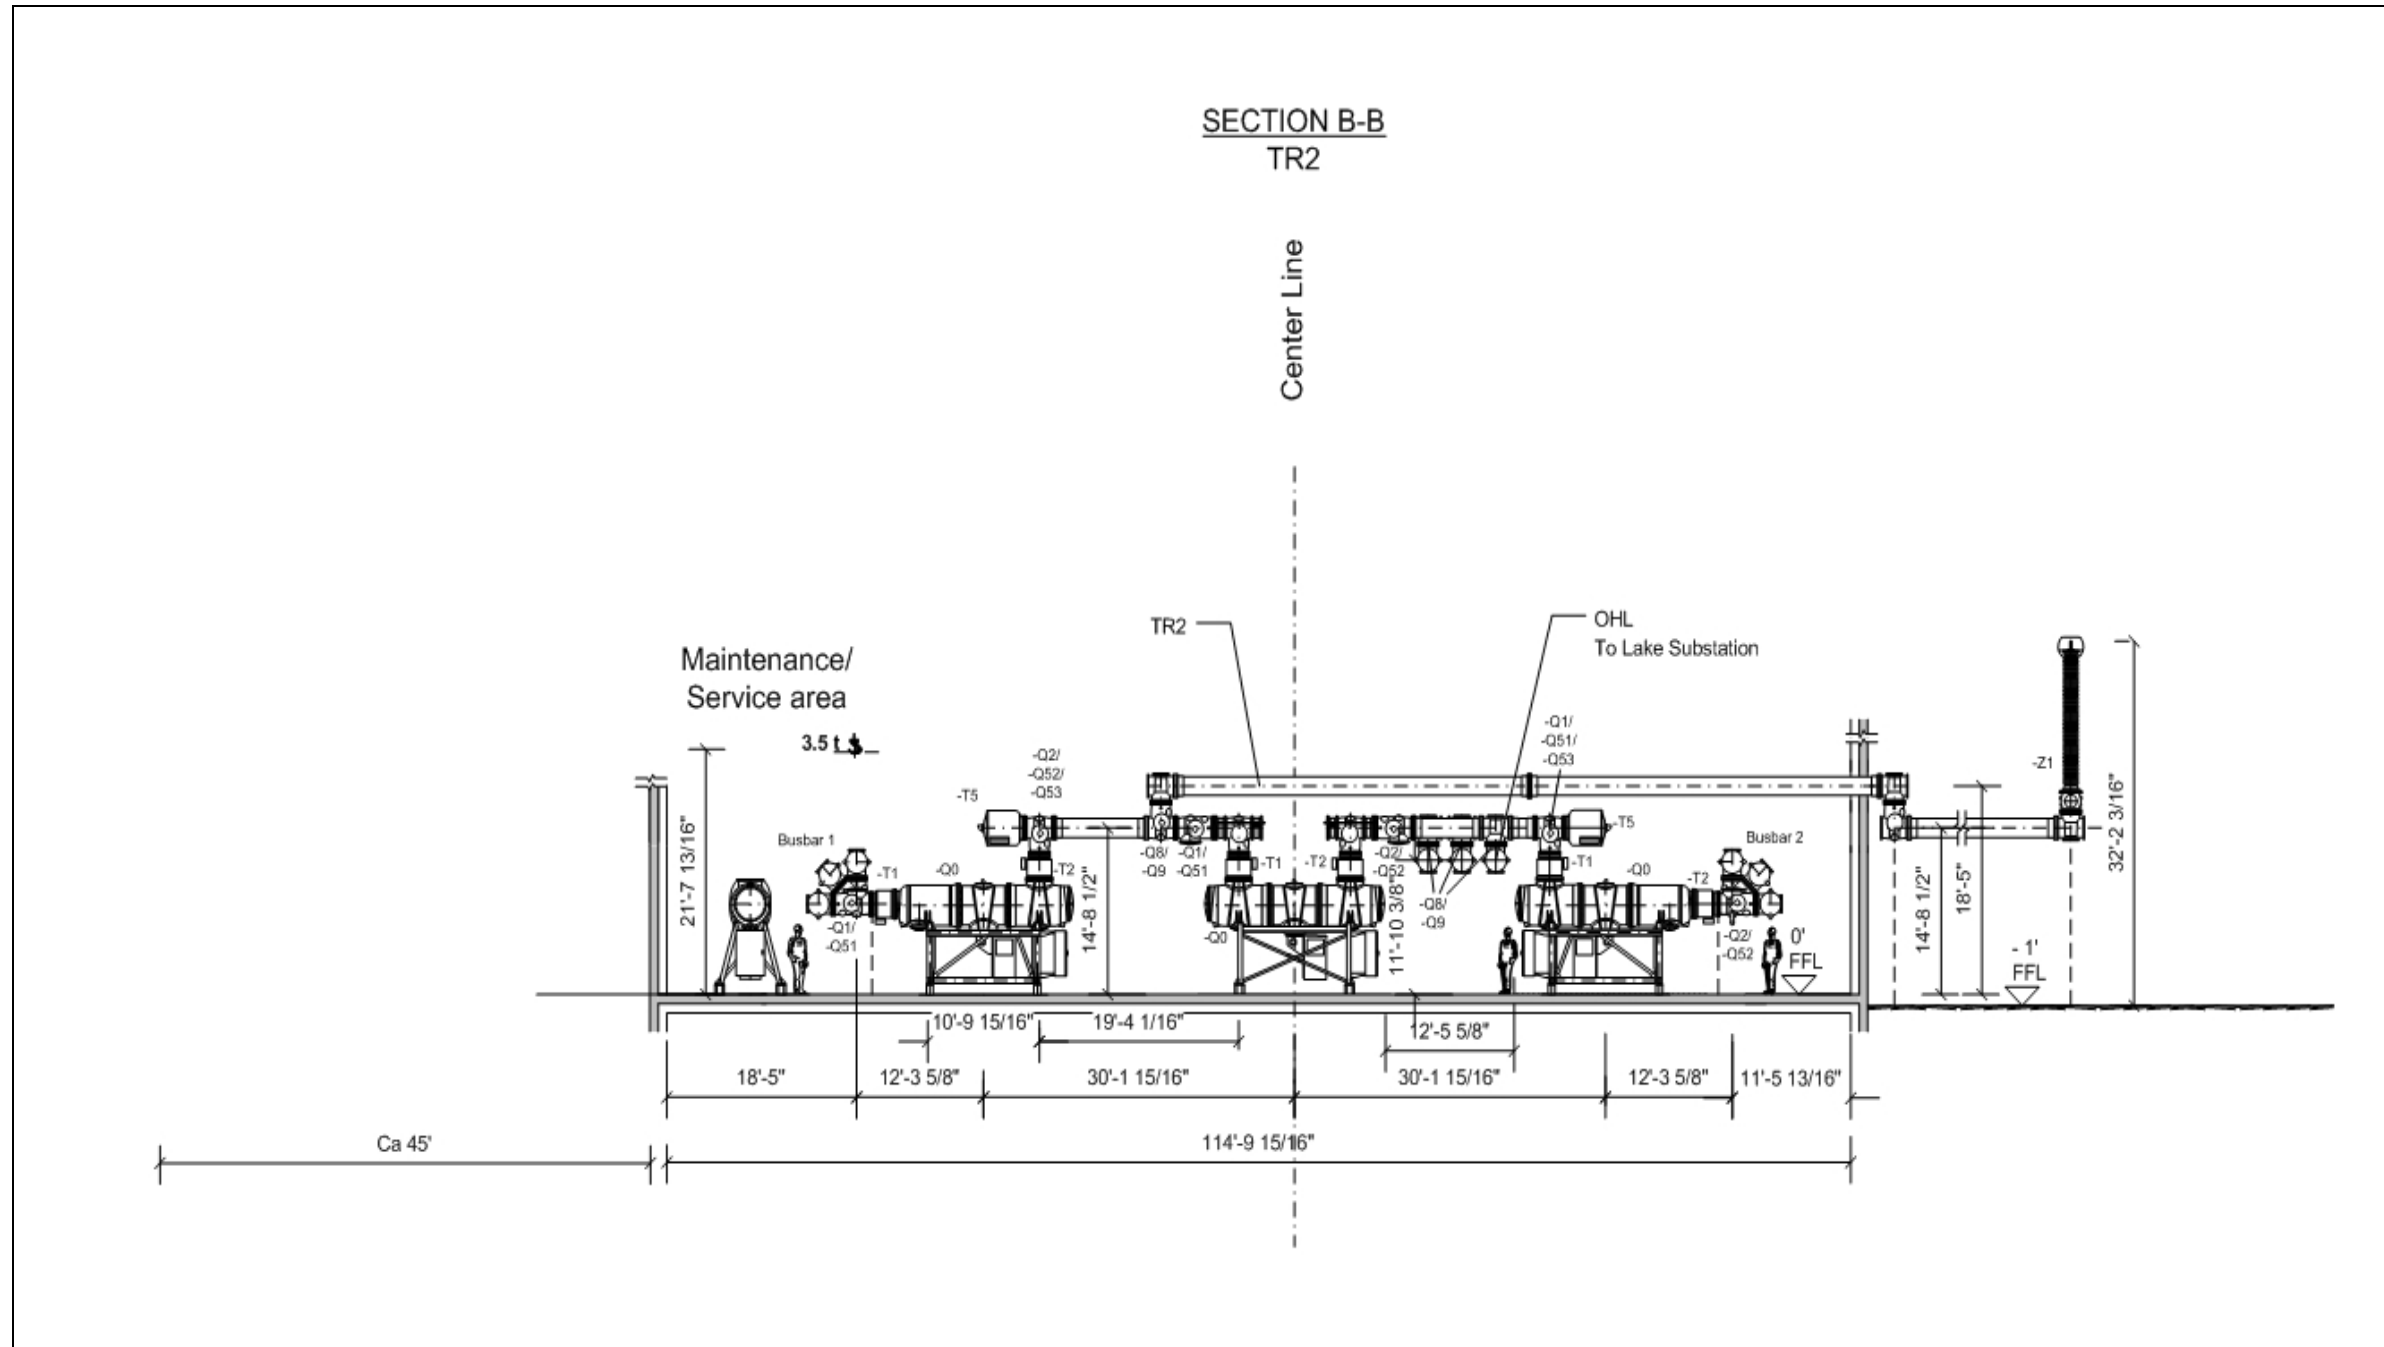 SECTION B-B
TR2
Center Line
TR2
OHL
To Lake Substation
Maintenance/
Service area
3.5 t
-Q2/
-Q52/
-Q53
-Q1/
-Q51/
-Q53
-T5
-T5
-Z1
Busbar 1
Busbar 2
-T1
-Q0
-T2
-Q8/
-Q9
-Q1/
-Q51
-T1
-T2
-Q2/
-Q52
-T1
-Q0
-T2
-Q1/
-Q51
-Q0
-Q8/
-Q9
-Q2/
-Q52
0'
FFL
- 1'
FFL
21'-7 13/16"
14'-8 1/2"
11'-10 3/8"
14'-8 1/2"
18'-5"
32'-2 3/16"
10'-9 15/16"
19'-4 1/16"
12'-5 5/8"
18'-5"
12'-3 5/8"
30'-1 15/16"
30'-1 15/16"
12'-3 5/8"
11'-5 13/16"
Ca 45'
114'-9 15/16"